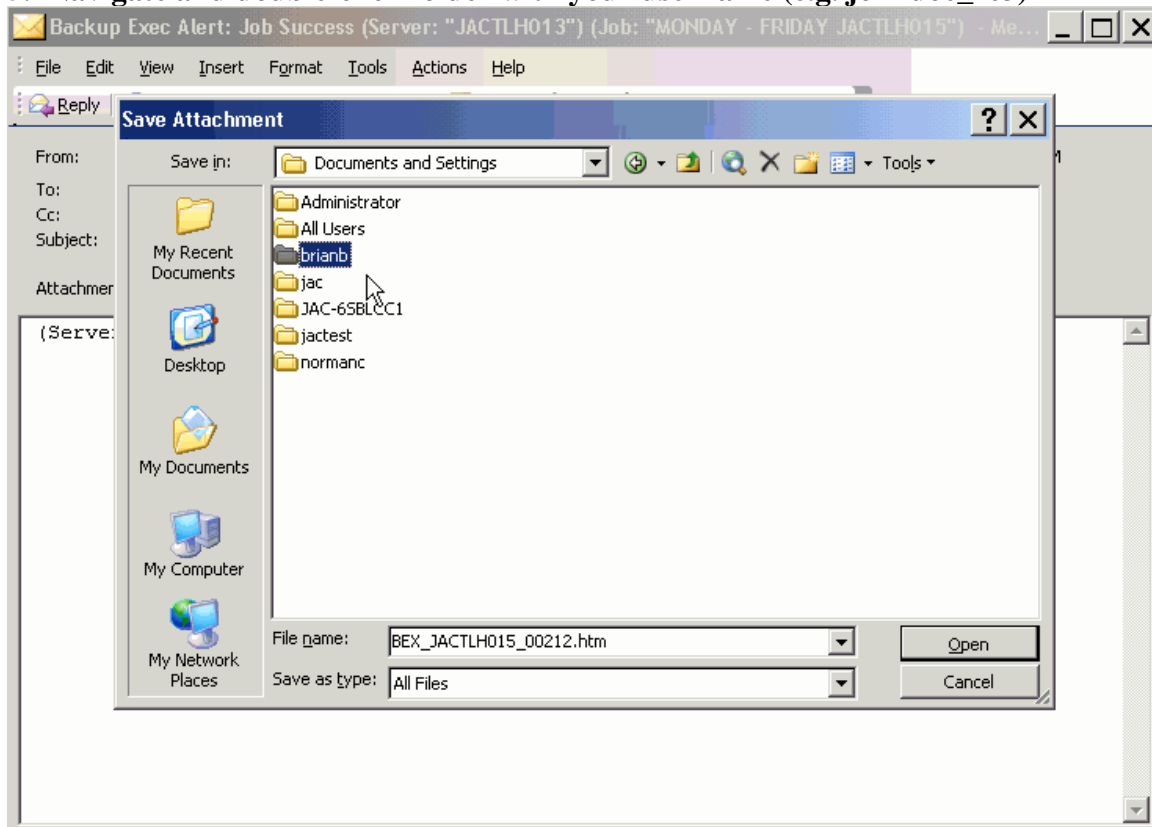 Backup Exec Alert: Job Success (Server: "JACTLH013") (Job: "MONDAY - FRIDAY JACTLH015") - Me...
File Edit View Insert Format Tools Actions Help
Reply
Save Attachment
From:
To:
Cc:
Subject:
Attachmen
(Server
Save in: Documents and Settings Tools
My Recent
Documents
Desktop
My Documents
My Computer
My Network
Places
Administrator
All Users
brianb
jac
JAC-65BLCC1
jactest
normanc
File name: BEX_JACTLH015_00212.htm Open
Save as type: All Files Cancel